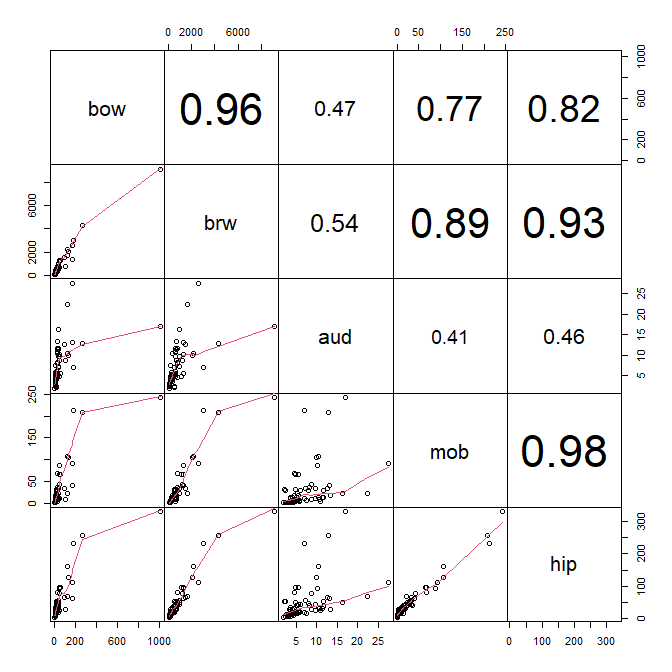 0 2000 6000 0 50 100 150 200 250
bow 0.96 0.47 0.77 0.82
0 200 600 1000
0 2000 6000
brw 0.54 0.89 0.93
aud 0.41 0.46
5 10 15 20 25
0 50 150 250
mob 0.98
hip
0 100 200 300
0 200 600 1000 5 10 15 20 25 0 100 200 300